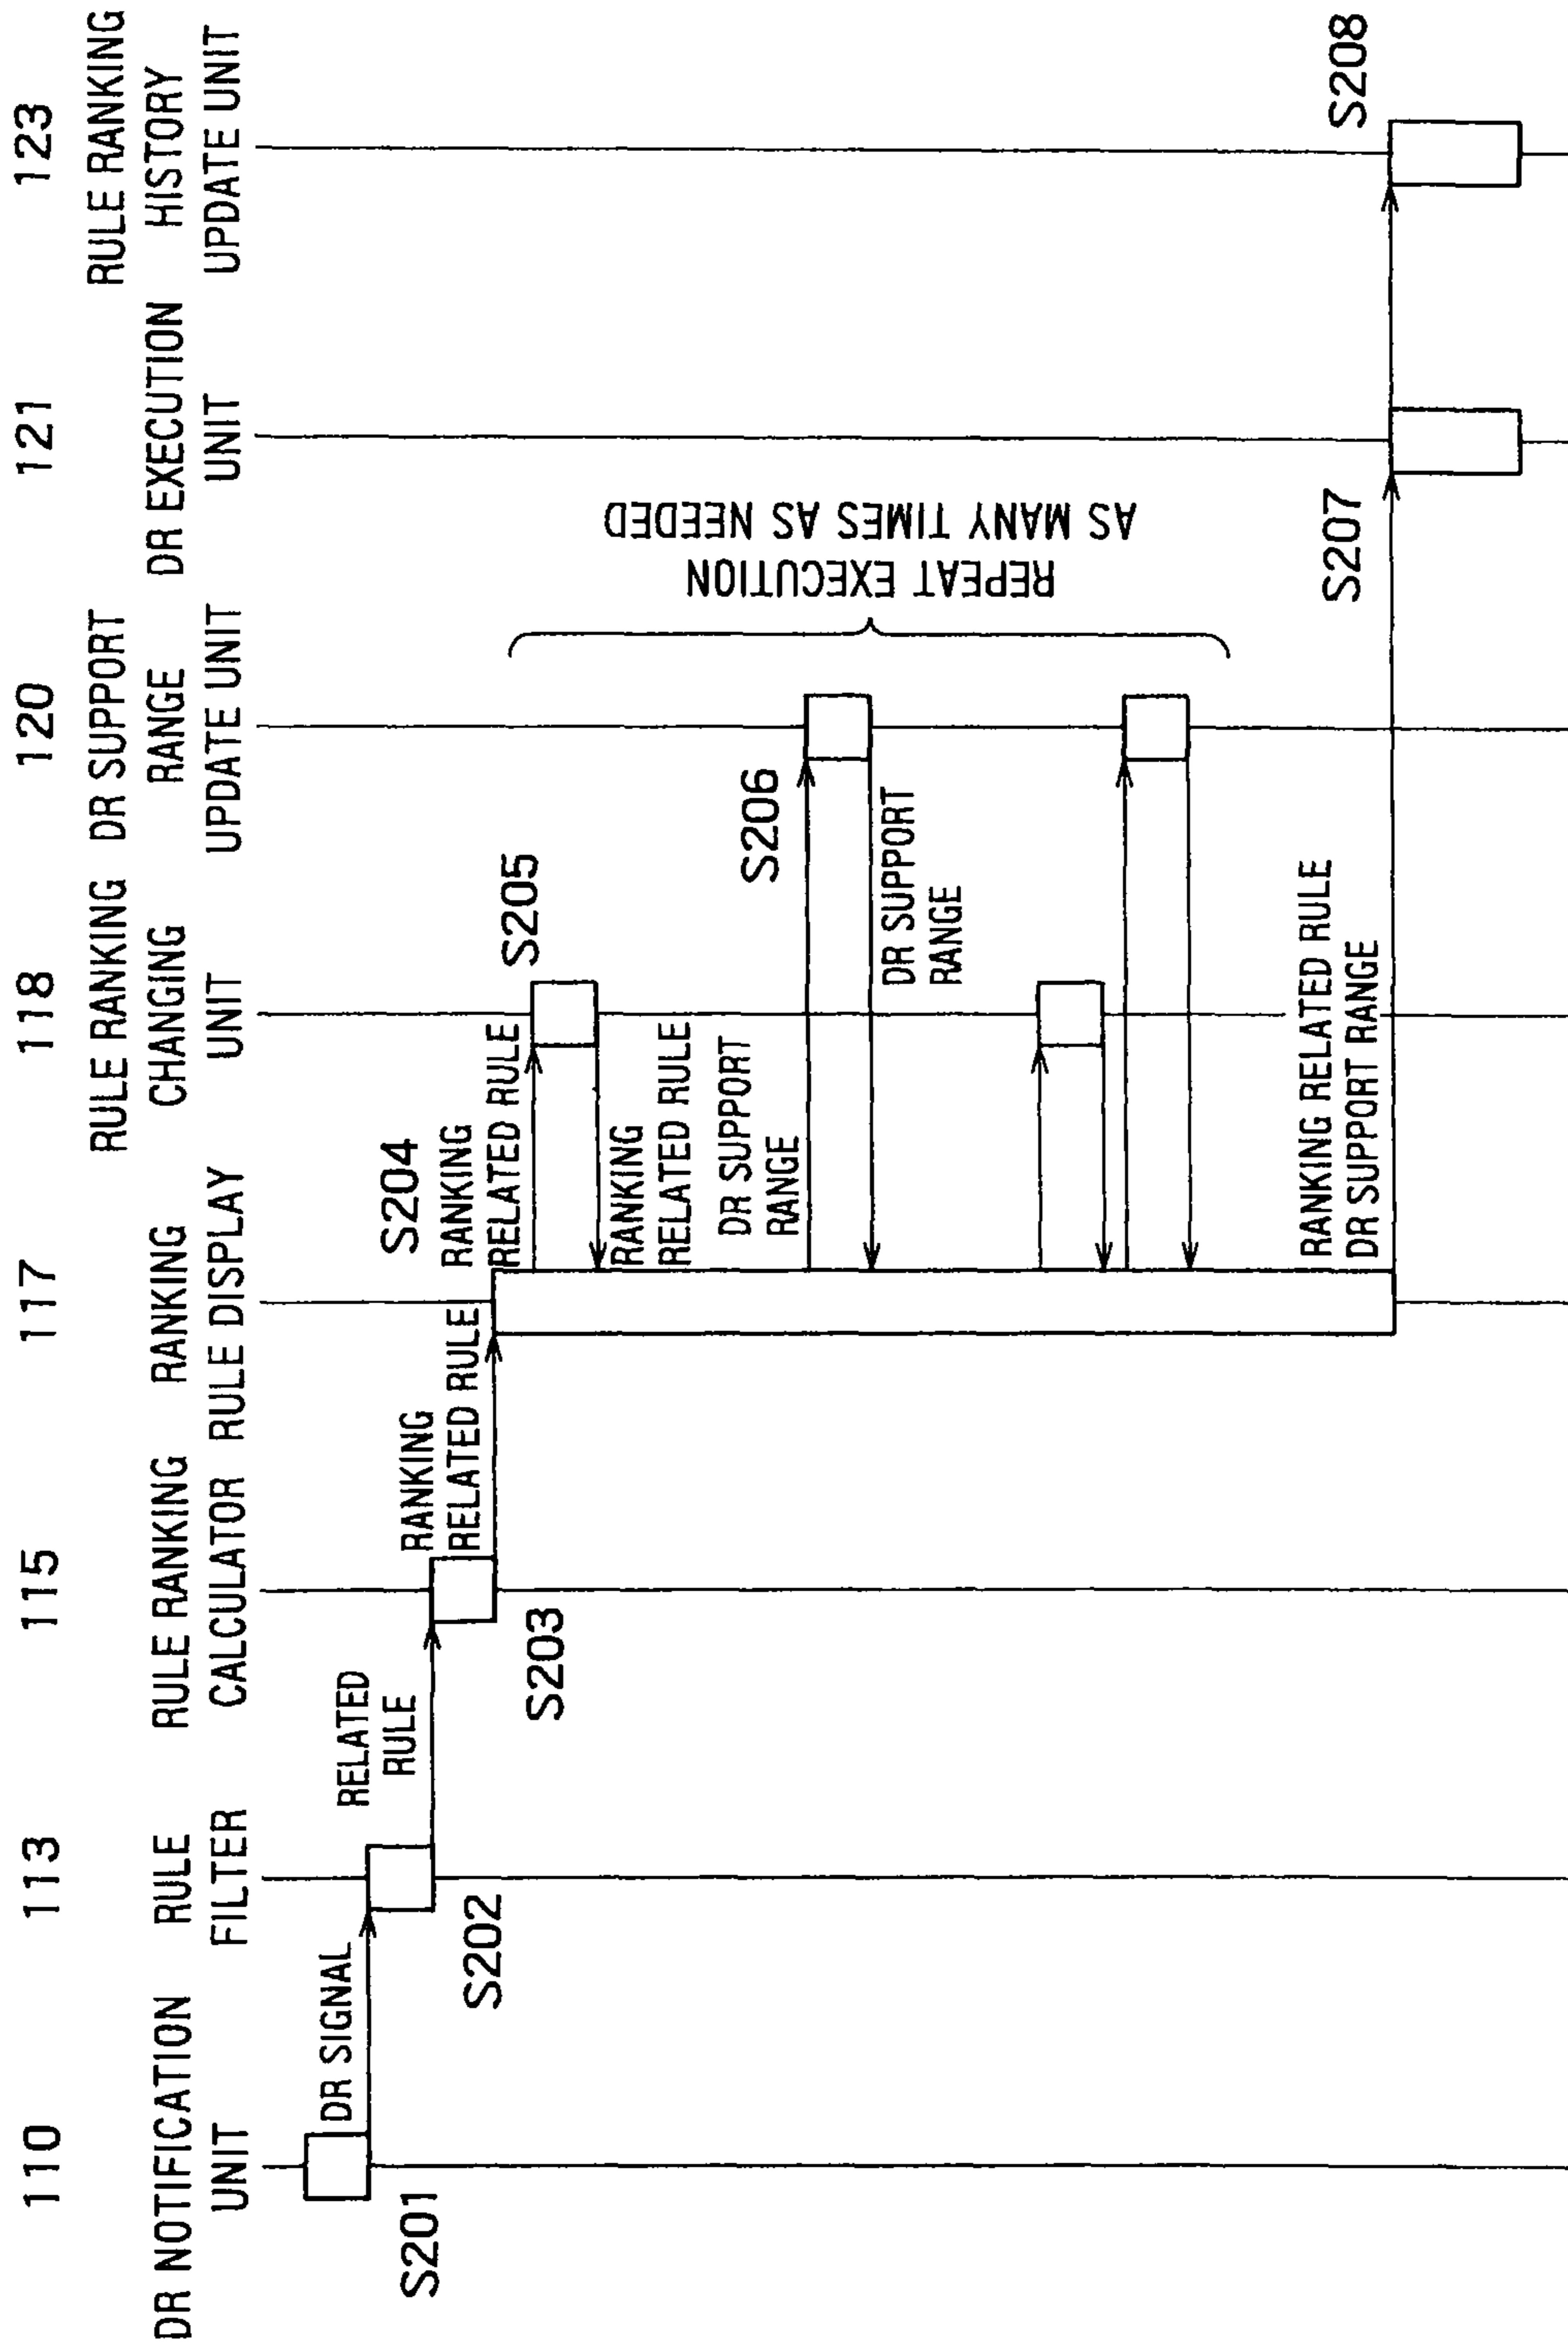 110
DR NOTIFICATION
UNIT
113
RULE
FILTER
115
RULE RANKING
CALCULATOR
117
RANKING
RULE DISPLAY
118
RULE RANKING
CHANGING
UNIT
120
DR SUPPORT
RANGE
UPDATE UNIT
121
DR EXECUTION
UNIT
123
RULE RANKING
HISTORY
UPDATE UNIT
S201
DR SIGNAL
S202
RELATED
RULE
S203
RANKING
RELATED RULE
S204
RANKING
RELATED RULE
S205
RANKING
RELATED RULE
DR SUPPORT
RANGE
S206
DR SUPPORT
RANGE
REPEAT EXECUTION
AS MANY TIMES AS NEEDED
RANKING RELATED RULE
DR SUPPORT RANGE
S207
S208